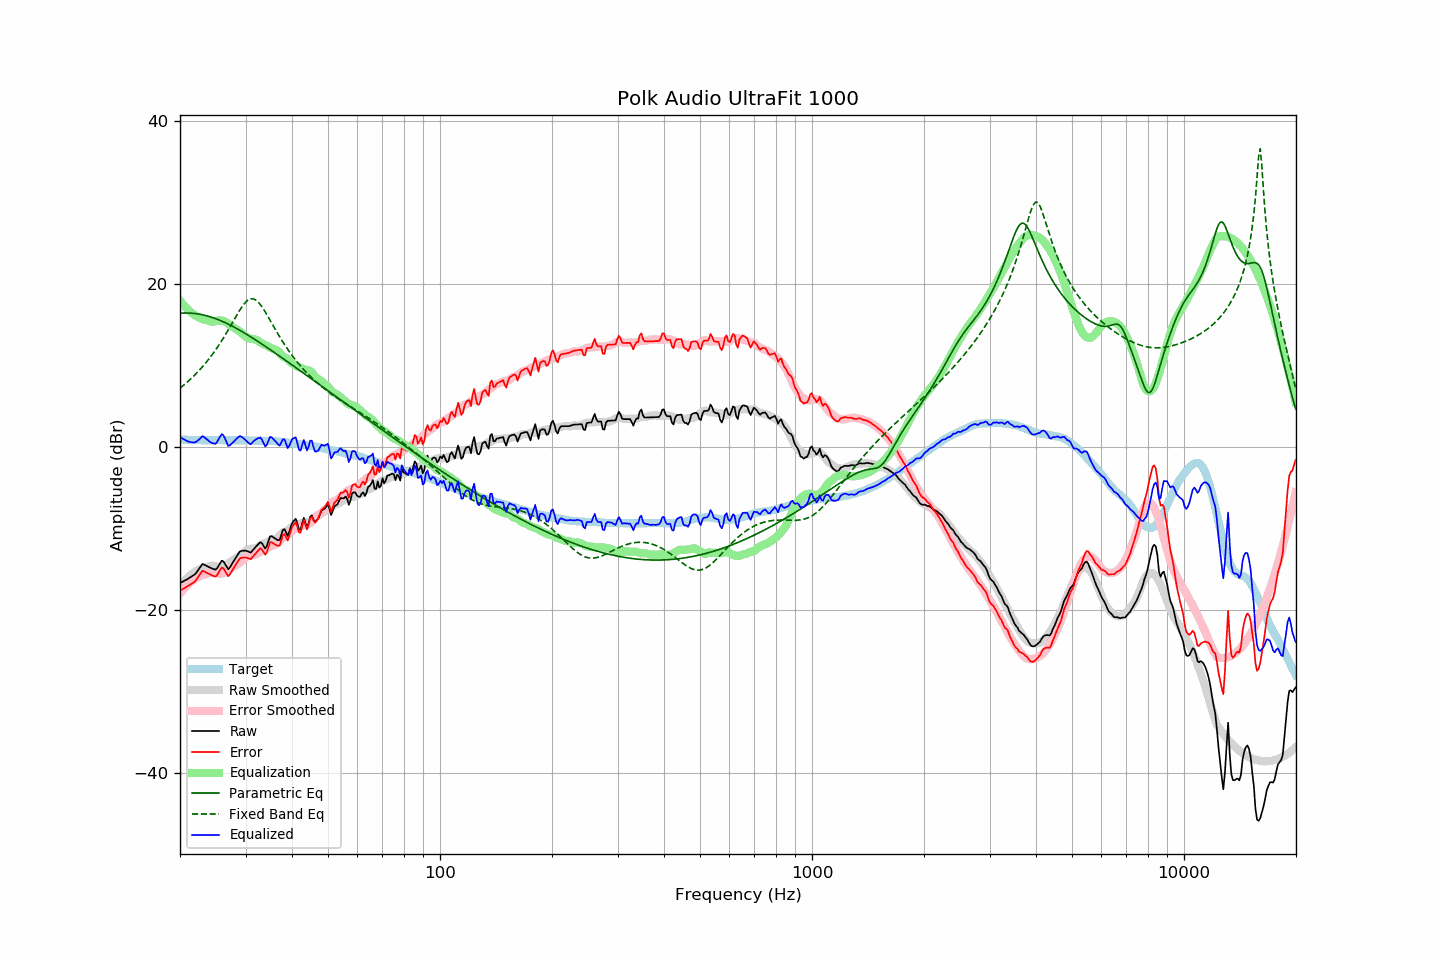 Polk Audio UltraFit 1000
40
20
0
−20
−40
Amplitude (dBr)
Target
Raw Smoothed
Error Smoothed
Raw
Error
Equalization
Parametric Eq
Fixed Band Eq
Equalized
100
1000
10000
Frequency (Hz)